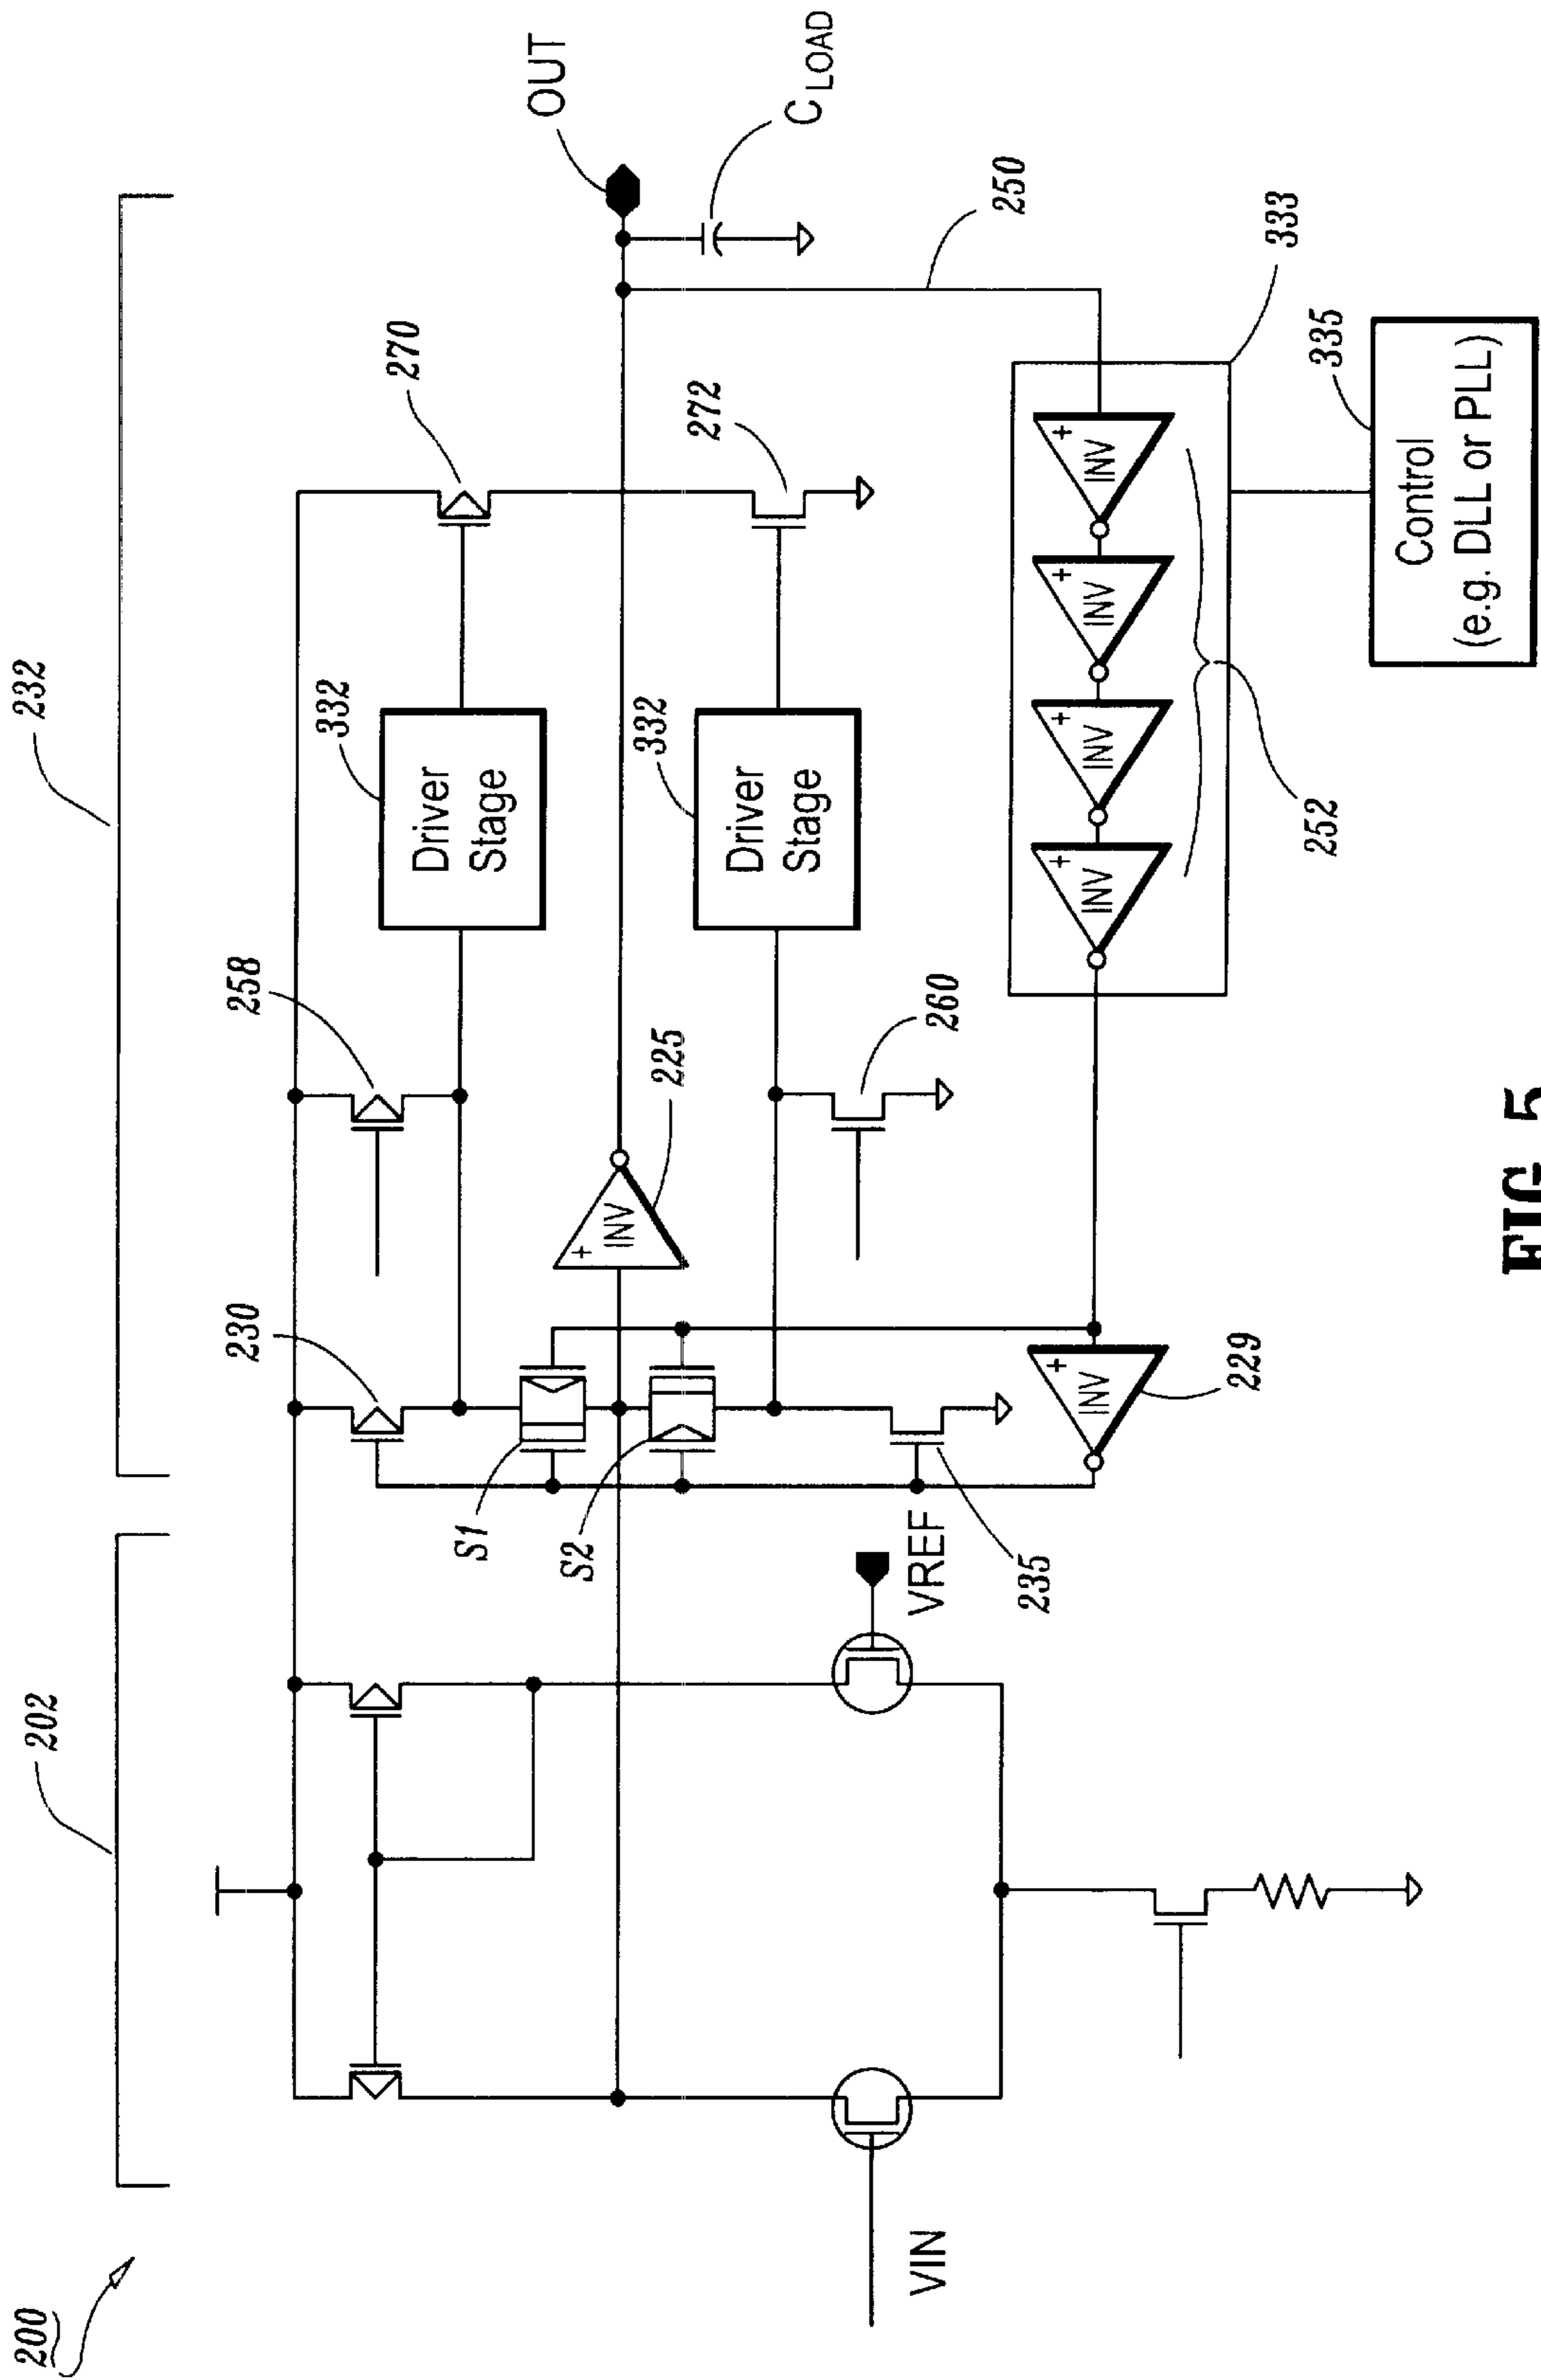 200
202
232
VIN
VREF
230
S1
S2
235
229
258
225
260
Driver
Stage
332
Driver
Stage
332
270
272
OUT
C LOAD
250
333
INV
+
INV
+
INV
+
INV
+
INV
+
INV
+
252
335
Control
(e.g. DLL or PLL)
FIG. 5